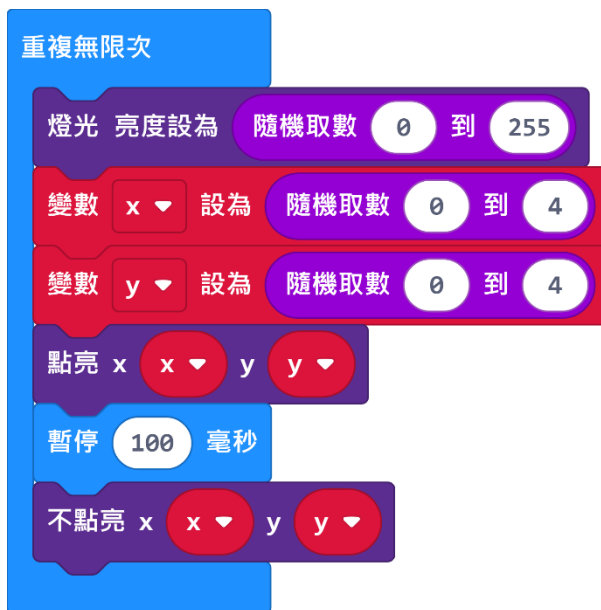 重複無限次
燈光 亮度設為 隨機取數 0 到 255
變數 x 設為 隨機取數 0 到 4
變數 y 設為 隨機取數 0 到 4
點亮 x x y y
暫停 100 毫秒
不點亮 x x y y